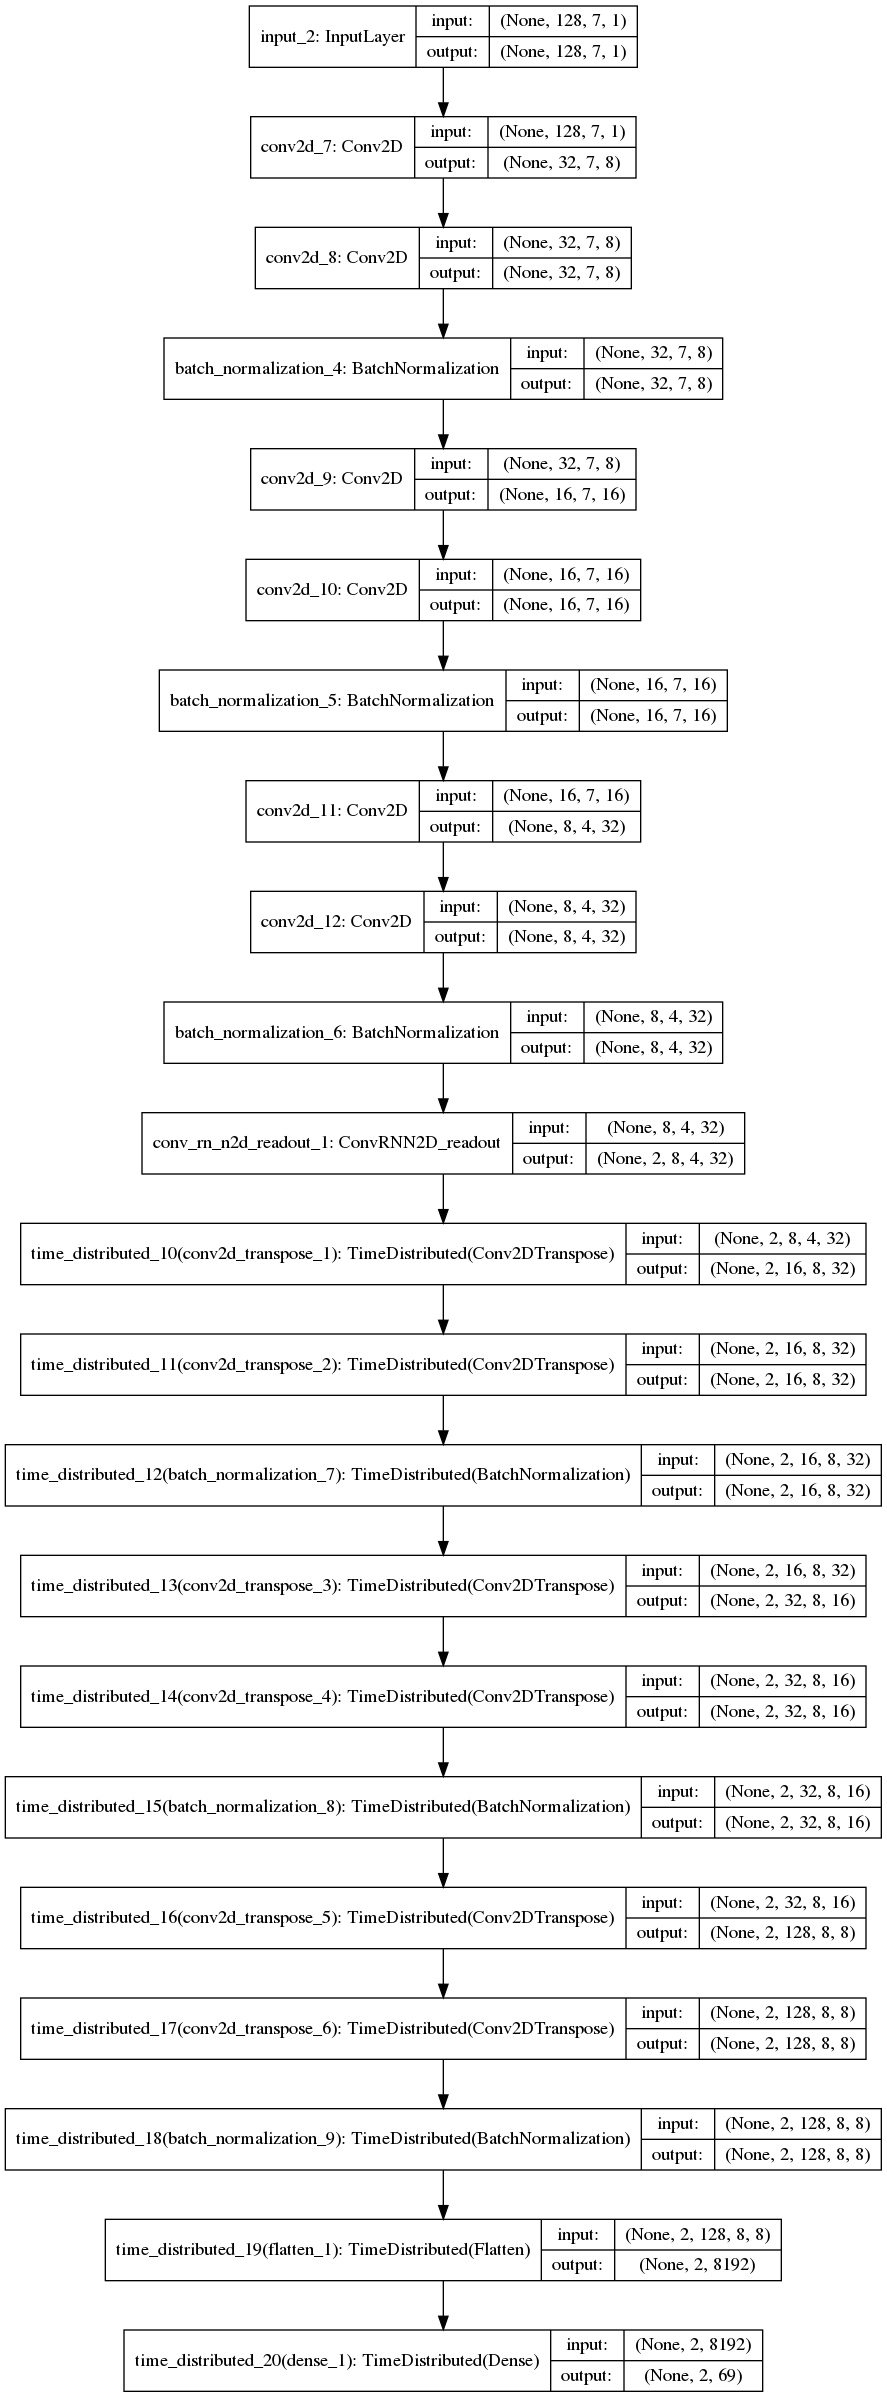 input_2: InputLayer
input: (None, 128, 7, 1)
output: (None, 128, 7, 1)
conv2d_7: Conv2D
input: (None, 128, 7, 1)
output: (None, 32, 7, 8)
conv2d_8: Conv2D
input: (None, 32, 7, 8)
output: (None, 32, 7, 8)
batch_normalization_4: BatchNormalization
input: (None, 32, 7, 8)
output: (None, 32, 7, 8)
conv2d_9: Conv2D
input: (None, 32, 7, 8)
output: (None, 16, 7, 16)
conv2d_10: Conv2D
input: (None, 16, 7, 16)
output: (None, 16, 7, 16)
batch_normalization_5: BatchNormalization
input: (None, 16, 7, 16)
output: (None, 16, 7, 16)
conv2d_11: Conv2D
input: (None, 16, 7, 16)
output: (None, 8, 4, 32)
conv2d_12: Conv2D
input: (None, 8, 4, 32)
output: (None, 8, 4, 32)
batch_normalization_6: BatchNormalization
input: (None, 8, 4, 32)
output: (None, 8, 4, 32)
conv_rn_n2d_readout_1: ConvRNN2D_readout
input: (None, 8, 4, 32)
output: (None, 2, 8, 4, 32)
time_distributed_10(conv2d_transpose_1): TimeDistributed(Conv2DTranspose)
input: (None, 2, 8, 4, 32)
output: (None, 2, 16, 8, 32)
time_distributed_11(conv2d_transpose_2): TimeDistributed(Conv2DTranspose)
input: (None, 2, 16, 8, 32)
output: (None, 2, 16, 8, 32)
time_distributed_12(batch_normalization_7): TimeDistributed(BatchNormalization)
input: (None, 2, 16, 8, 32)
output: (None, 2, 16, 8, 32)
time_distributed_13(conv2d_transpose_3): TimeDistributed(Conv2DTranspose)
input: (None, 2, 16, 8, 32)
output: (None, 2, 32, 8, 16)
time_distributed_14(conv2d_transpose_4): TimeDistributed(Conv2DTranspose)
input: (None, 2, 32, 8, 16)
output: (None, 2, 32, 8, 16)
time_distributed_15(batch_normalization_8): TimeDistributed(BatchNormalization)
input: (None, 2, 32, 8, 16)
output: (None, 2, 32, 8, 16)
time_distributed_16(conv2d_transpose_5): TimeDistributed(Conv2DTranspose)
input: (None, 2, 32, 8, 16)
output: (None, 2, 128, 8, 8)
time_distributed_17(conv2d_transpose_6): TimeDistributed(Conv2DTranspose)
input: (None, 2, 128, 8, 8)
output: (None, 2, 128, 8, 8)
time_distributed_18(batch_normalization_9): TimeDistributed(BatchNormalization)
input: (None, 2, 128, 8, 8)
output: (None, 2, 128, 8, 8)
time_distributed_19(flatten_1): TimeDistributed(Flatten)
input: (None, 2, 128, 8, 8)
output: (None, 2, 8192)
time_distributed_20(dense_1): TimeDistributed(Dense)
input: (None, 2, 8192)
output: (None, 2, 69)